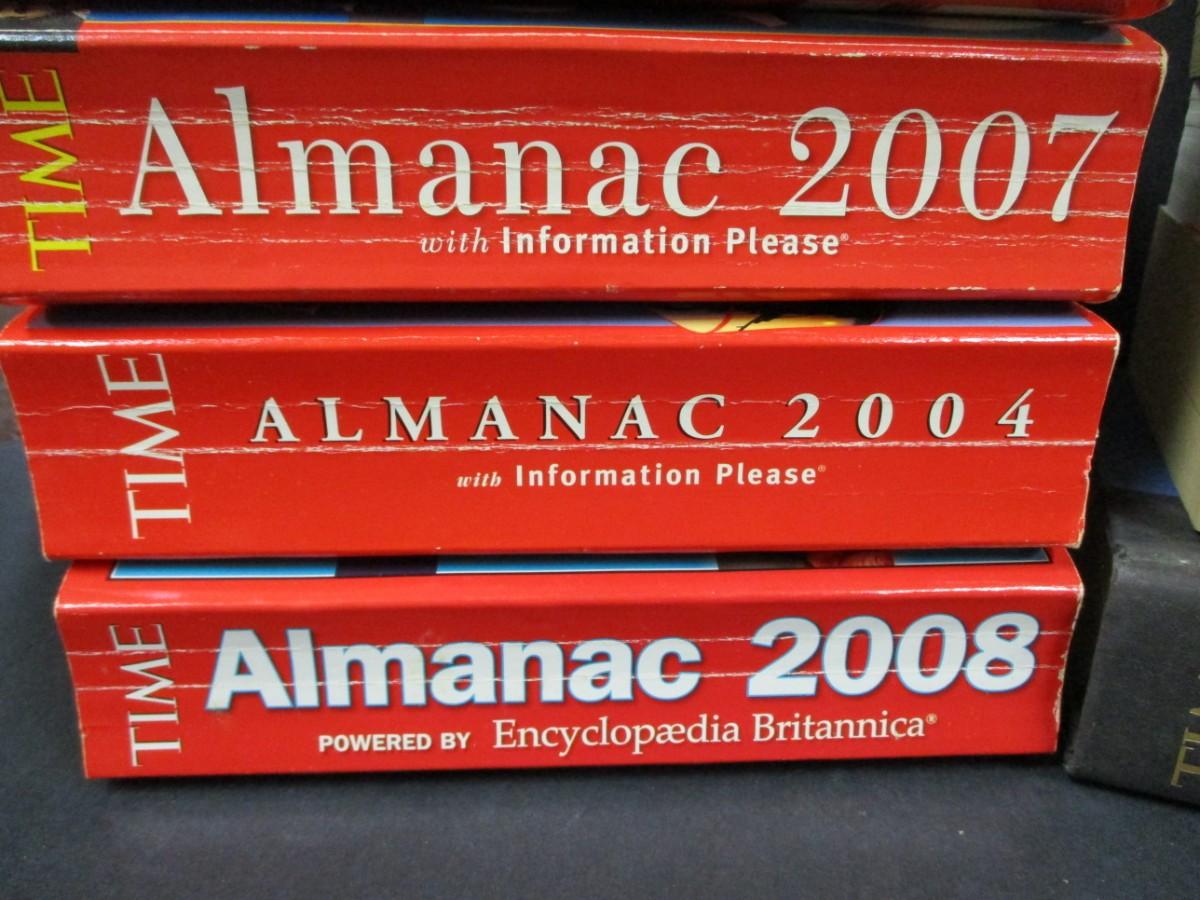 TIME
Almanac 2007
with Information Please®
TIME
ALMANAC 2004
with Information Please®
TIME
Almanac 2008
POWERED BY Encyclopædia Britannica®